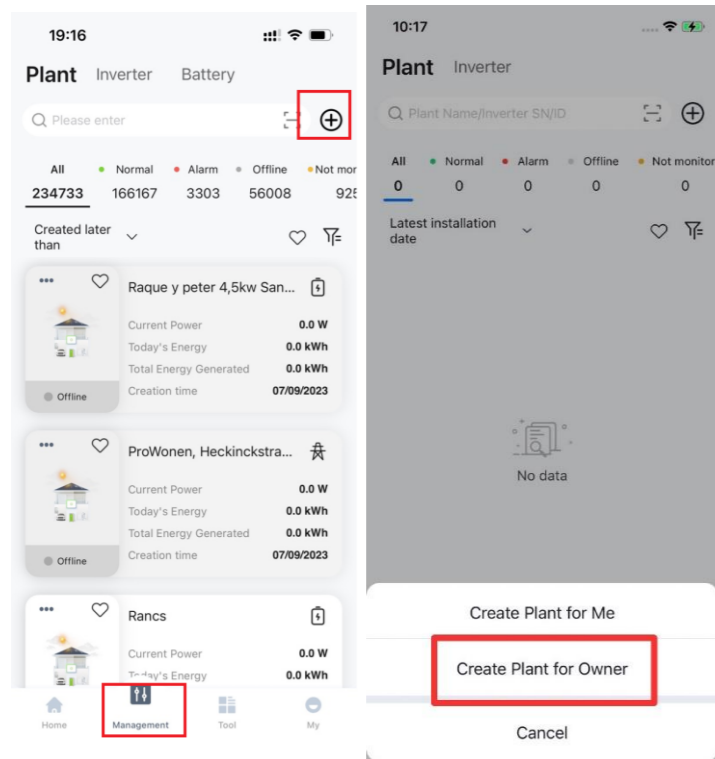 19:16
Plant Inverter Battery
Please enter
All Normal Alarm Offline Not mor
234733 166167 3303 56008 925
Created later
than
Raque y peter 4,5kw San...
Current Power 0.0 W
Today's Energy 0.0 kWh
Total Energy Generated 0.0 kWh
Creation time 07/09/2023
Offline
ProWonen, Heckinckstra...
Current Power 0.0 W
Today's Energy 0.0 kWh
Total Energy Generated 0.0 kWh
Creation time 07/09/2023
Offline
Rancs
Current Power 0.0 W
Today's Energy 0.0 kWh
Home Management Tool My
10:17
Plant Inverter
Plant Name/Inverter SN/ID
All Normal Alarm Offline Not monitor
0 0 0 0 0
Latest installation
date
No data
Create Plant for Me
Create Plant for Owner
Cancel